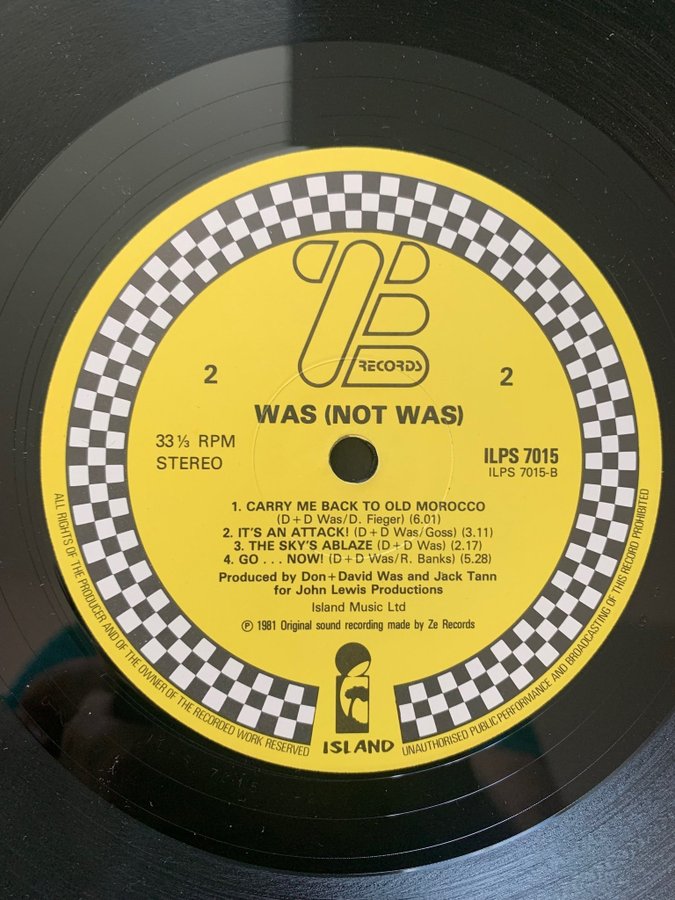 ZE
RECORDS
2
2
WAS (NOT WAS)
33⅓ RPM
STEREO
ILPS 7015
ILPS 7015-B
1. CARRY ME BACK TO OLD MOROCCO
(D+D Was/D. Fieger) (6.01)
2. IT'S AN ATTACK! (D+D Was/Goss) (3.11)
3. THE SKY'S ABLAZE (D+D Was) (2.17)
4. GO . . . NOW! (D+D Was/R. Banks) (5.28)
Produced by Don+David Was and Jack Tann
for John Lewis Productions
Island Music Ltd
Ⓟ 1981 Original sound recording made by Ze Records
ISLAND
ALL RIGHTS OF THE PRODUCER AND OF THE OWNER OF THE RECORDED WORK RESERVED
UNAUTHORISED PUBLIC PERFORMANCE AND BROADCASTING OF THIS RECORD PROHIBITED